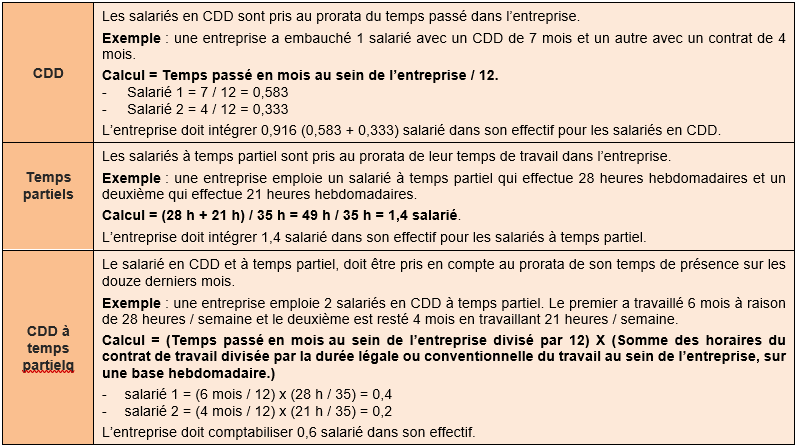 CDD
Les salariés en CDD sont pris au prorata du temps passé dans l’entreprise.
Exemple : une entreprise a embauché 1 salarié avec un CDD de 7 mois et un autre avec un contrat de 4
mois.
Calcul = Temps passé en mois au sein de l’entreprise / 12.
- Salarié 1 = 7 / 12 = 0,583
- Salarié 2 = 4 / 12 = 0,333
L’entreprise doit intégrer 0,916 (0,583 + 0,333) salarié dans son effectif pour les salariés en CDD.
Temps
partiels
Les salariés à temps partiel sont pris au prorata de leur temps de travail dans l’entreprise.
Exemple : une entreprise emploie un salarié à temps partiel qui effectue 28 heures hebdomadaires et un
deuxième qui effectue 21 heures hebdomadaires.
Calcul = (28 h + 21 h) / 35 h = 49 h / 35 h = 1,4 salarié.
L’entreprise doit intégrer 1,4 salarié dans son effectif pour les salariés à temps partiel.
CDD à
temps
partielq
Le salarié en CDD et à temps partiel, doit être pris en compte au prorata de son temps de présence sur les
douze derniers mois.
Exemple : une entreprise emploie 2 salariés en CDD à temps partiel. Le premier a travaillé 6 mois à raison
de 28 heures / semaine et le deuxième est resté 4 mois en travaillant 21 heures / semaine.
Calcul = (Temps passé en mois au sein de l’entreprise divisé par 12) X (Somme des horaires du
contrat de travail divisée par la durée légale ou conventionnelle du travail au sein de l’entreprise, sur
une base hebdomadaire.)
- salarié 1 = (6 mois / 12) x (28 h / 35) = 0,4
- salarié 2 = (4 mois / 12) x (21 h / 35) = 0,2
L’entreprise doit comptabiliser 0,6 salarié dans son effectif.